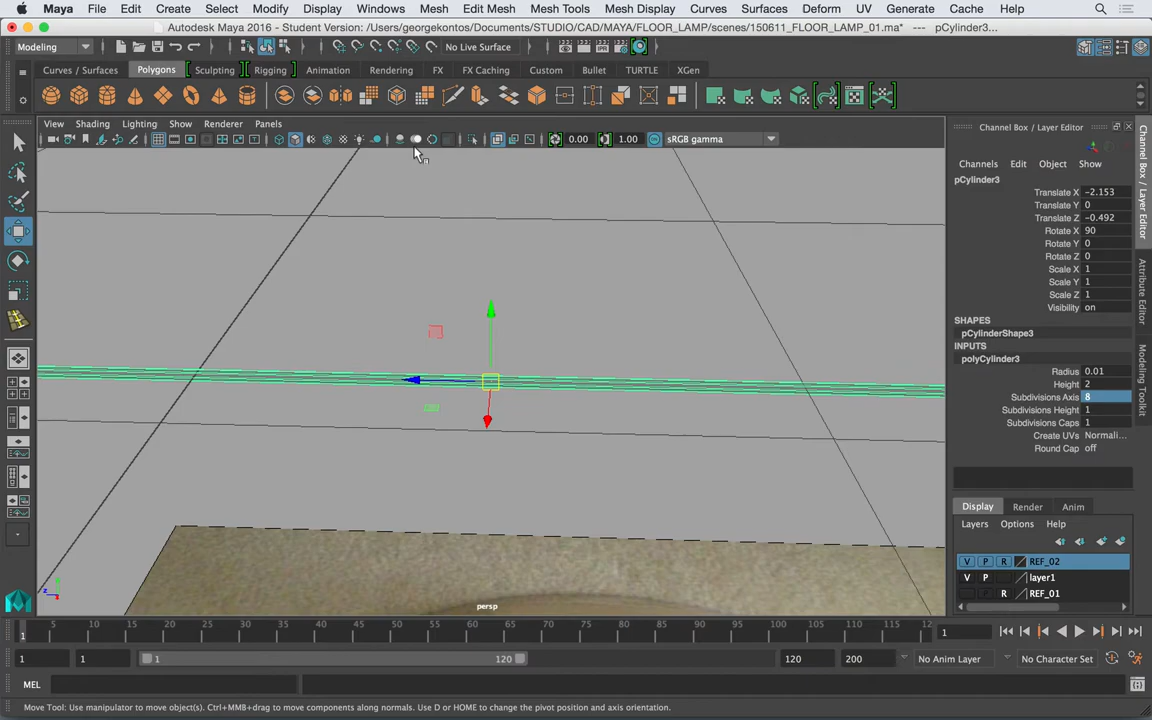 Maya File Edit Create Select Modify Display Windows Mesh Edit Mesh Mesh Tools Mesh Display Curves Surfaces Deform UV Generate Cache Help
Autodesk Maya 2016 - Student Version: /Users/georgekontos/Documents/STUDIO/CAD/MAYA/FLOOR_LAMP/scenes/150611_FLOOR_LAMP_01.ma* --- pCylinder3...
Modeling No Live Surface
Curves / Surfaces Polygons Sculpting Rigging Animation Rendering FX FX Caching Custom Bullet TURTLE XGen
View Shading Lighting Show Renderer Panels
Channel Box / Layer Editor
0.00 1.00 sRGB gamma
Channels Edit Object Show
pCylinder3
Translate X -2.153
Translate Y 0
Translate Z -0.492
Rotate X 90
Rotate Y 0
Rotate Z 0
Scale X 1
Scale Y 1
Scale Z 1
Visibility on
SHAPES
pCylinderShape3
INPUTS
polyCylinder3
Radius 0.01
Height 2
Subdivisions Axis 8
Subdivisions Height 1
Subdivisions Caps 1
Create UVs Normali...
Round Cap off
Channel Box / Layer Editor
Attribute Editor
Modeling Toolkit
Display Render Anim
Layers Options Help
V P R REF_02
V P layer1
R REF_01
z
persp
1 5 10 15 20 25 30 35 40 45 50 55 60 65 70 75 80 85 90 95 100 105 110 115 12
1
1 1 1 120 120 200 No Anim Layer No Character Set
MEL
Move Tool: Use manipulator to move object(s). Ctrl+MMB+drag to move components along normals. Use D or HOME to change the pivot position and axis orientation.